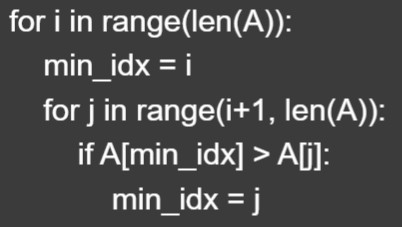 for i in range(len(A)):
min_idx = i
for j in range(i+1, len(A)):
if A[min_idx] > A[j]:
min_idx = j